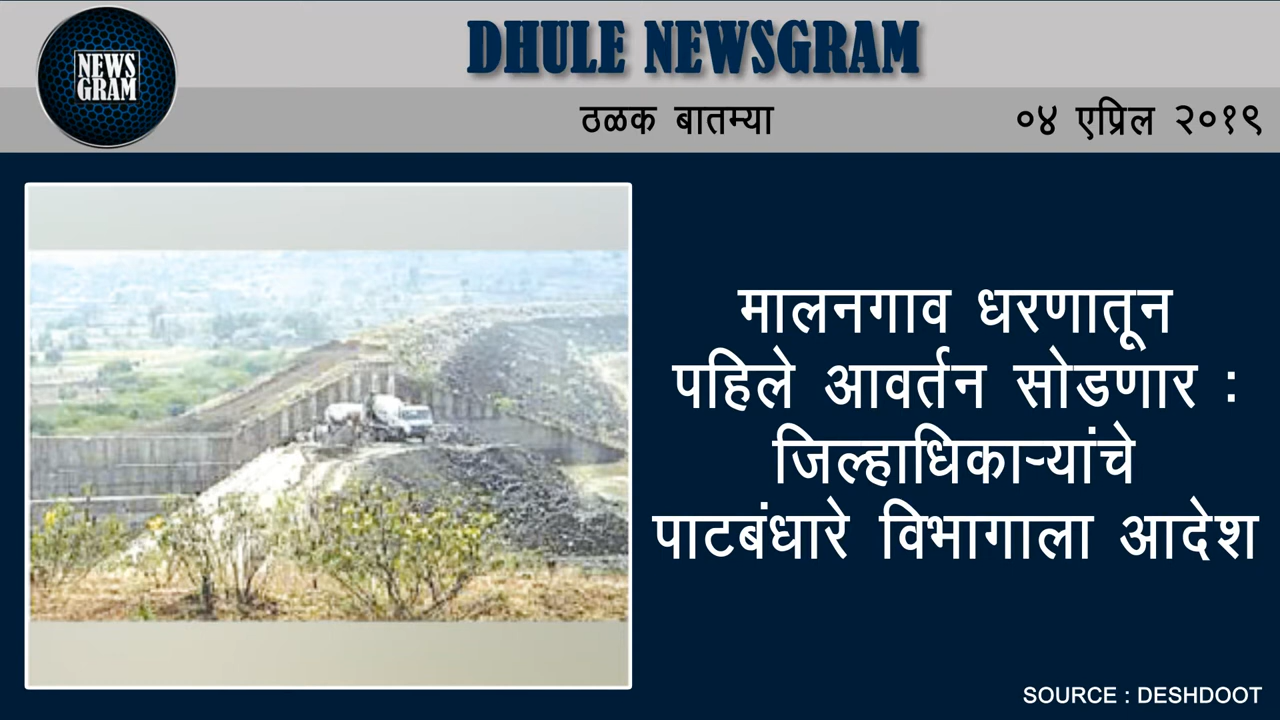 NEWS
GRAM
DHULE NEWSGRAM
ठळक बातम्या
०४ एप्रिल २०१९
मालनगाव धरणातून
पहिले आवर्तन सोडणार :
जिल्हाधिकाऱ्यांचे
पाटबंधारे विभागाला आदेश
SOURCE : DESHDOOT